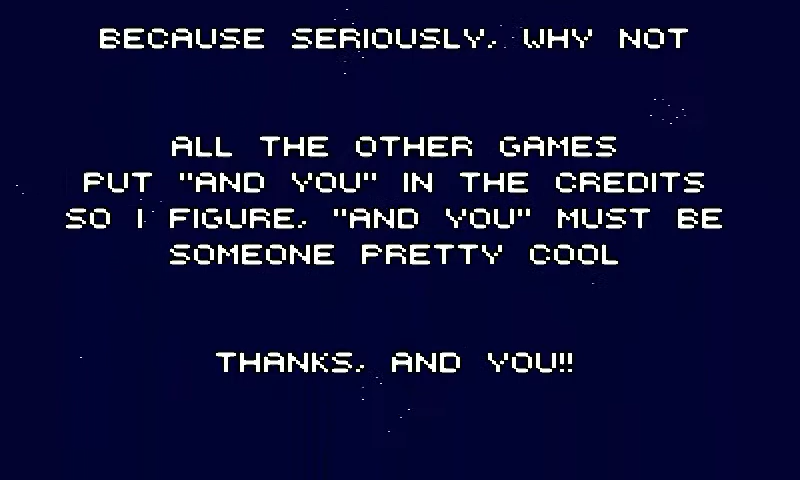 BECAUSE SERIOUSLY, WHY NOT
ALL THE OTHER GAMES
PUT "AND YOU" IN THE CREDITS
SO I FIGURE, "AND YOU" MUST BE
SOMEONE PRETTY COOL
THANKS, AND YOU!!